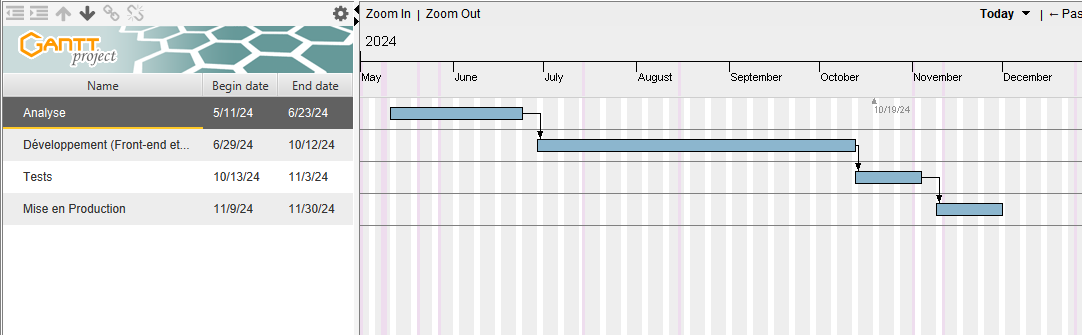 Zoom In | Zoom Out
Today ▼ | ← Pas
GANTT
project
2024
Name Begin date End date
May June July August September October November December
Analyse 5/11/24 6/23/24
10/19/24
Développement (Front-end et... 6/29/24 10/12/24
Tests 10/13/24 11/3/24
Mise en Production 11/9/24 11/30/24